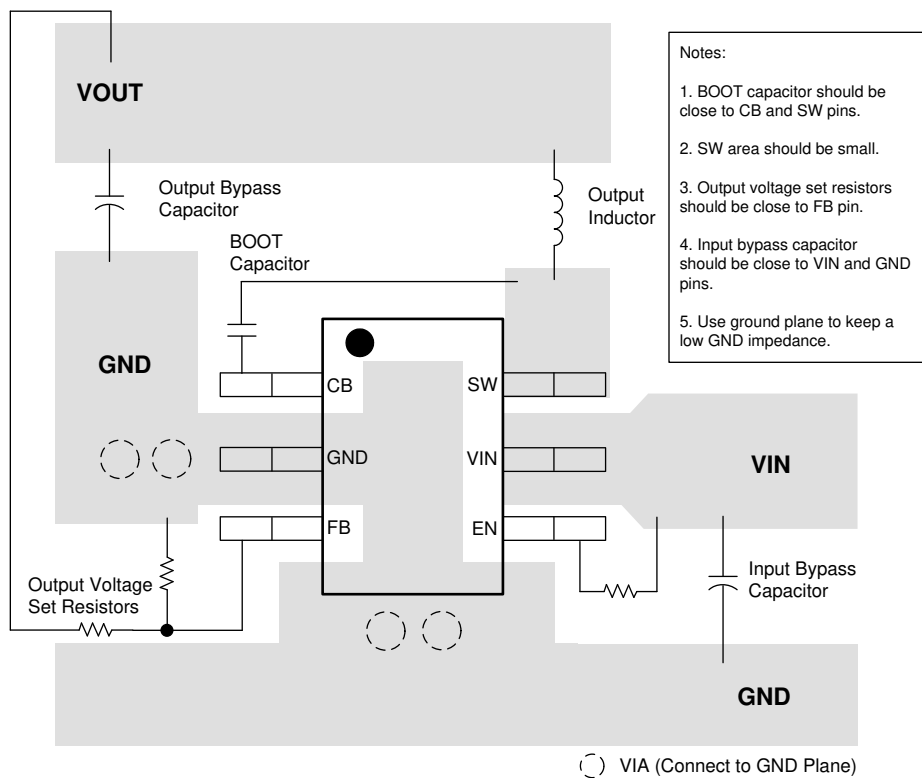 VOUT
Output Bypass
Capacitor
BOOT
Capacitor
Output
Inductor
Notes:
1. BOOT capacitor should be
close to CB and SW pins.
2. SW area should be small.
3. Output voltage set resistors
should be close to FB pin.
4. Input bypass capacitor
should be close to VIN and GND
pins.
5. Use ground plane to keep a
low GND impedance.
GND
CB
SW
GND
VIN
VIN
FB
EN
Output Voltage
Set Resistors
Input Bypass
Capacitor
GND
VIA (Connect to GND Plane)